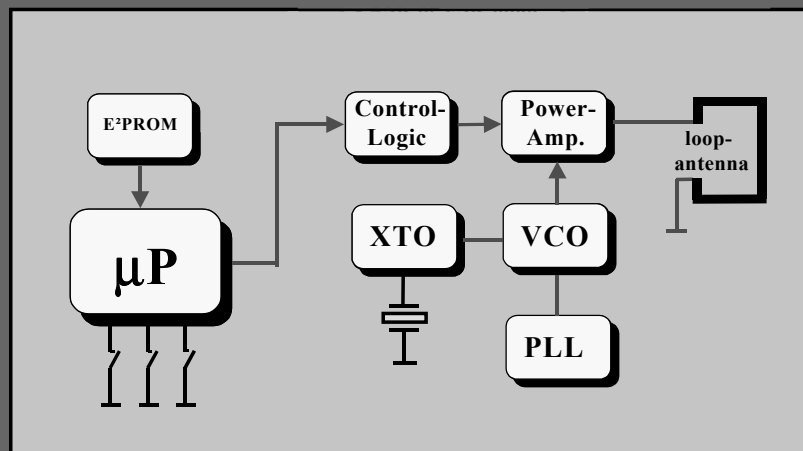 E²PROM
Control-
Logic
Power-
Amp.
loop-
antenna
µP
XTO
VCO
PLL